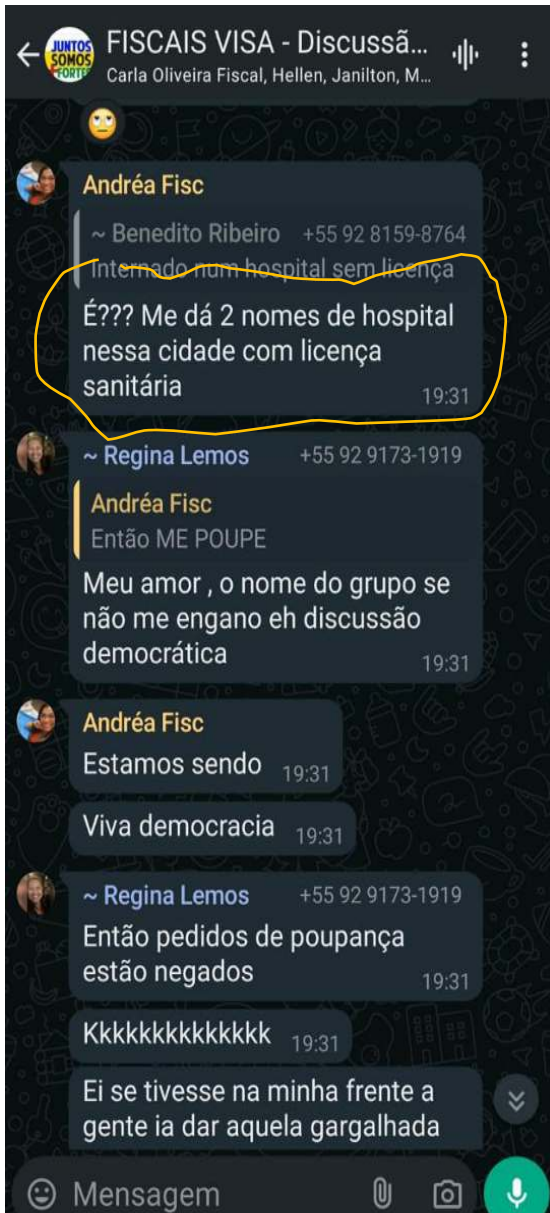 JUNTOS
SOMOS
+FORTE
FISCAIS VISA - Discussã...
Carla Oliveira Fiscal, Hellen, Janilton, M...
Andréa Fisc
~ Benedito Ribeiro +55 92 8159-8764
Internado num hospital sem licença
É??? Me dá 2 nomes de hospital
nessa cidade com licença
sanitária
19:31
~ Regina Lemos +55 92 9173-1919
Andréa Fisc
Então ME POUPE
Meu amor , o nome do grupo se
não me engano eh discussão
democrática
19:31
Andréa Fisc
Estamos sendo 19:31
Viva democracia 19:31
~ Regina Lemos +55 92 9173-1919
Então pedidos de poupança
estão negados
19:31
Kkkkkkkkkkkkkk 19:31
Ei se tivesse na minha frente a
gente ia dar aquela gargalhada
Mensagem